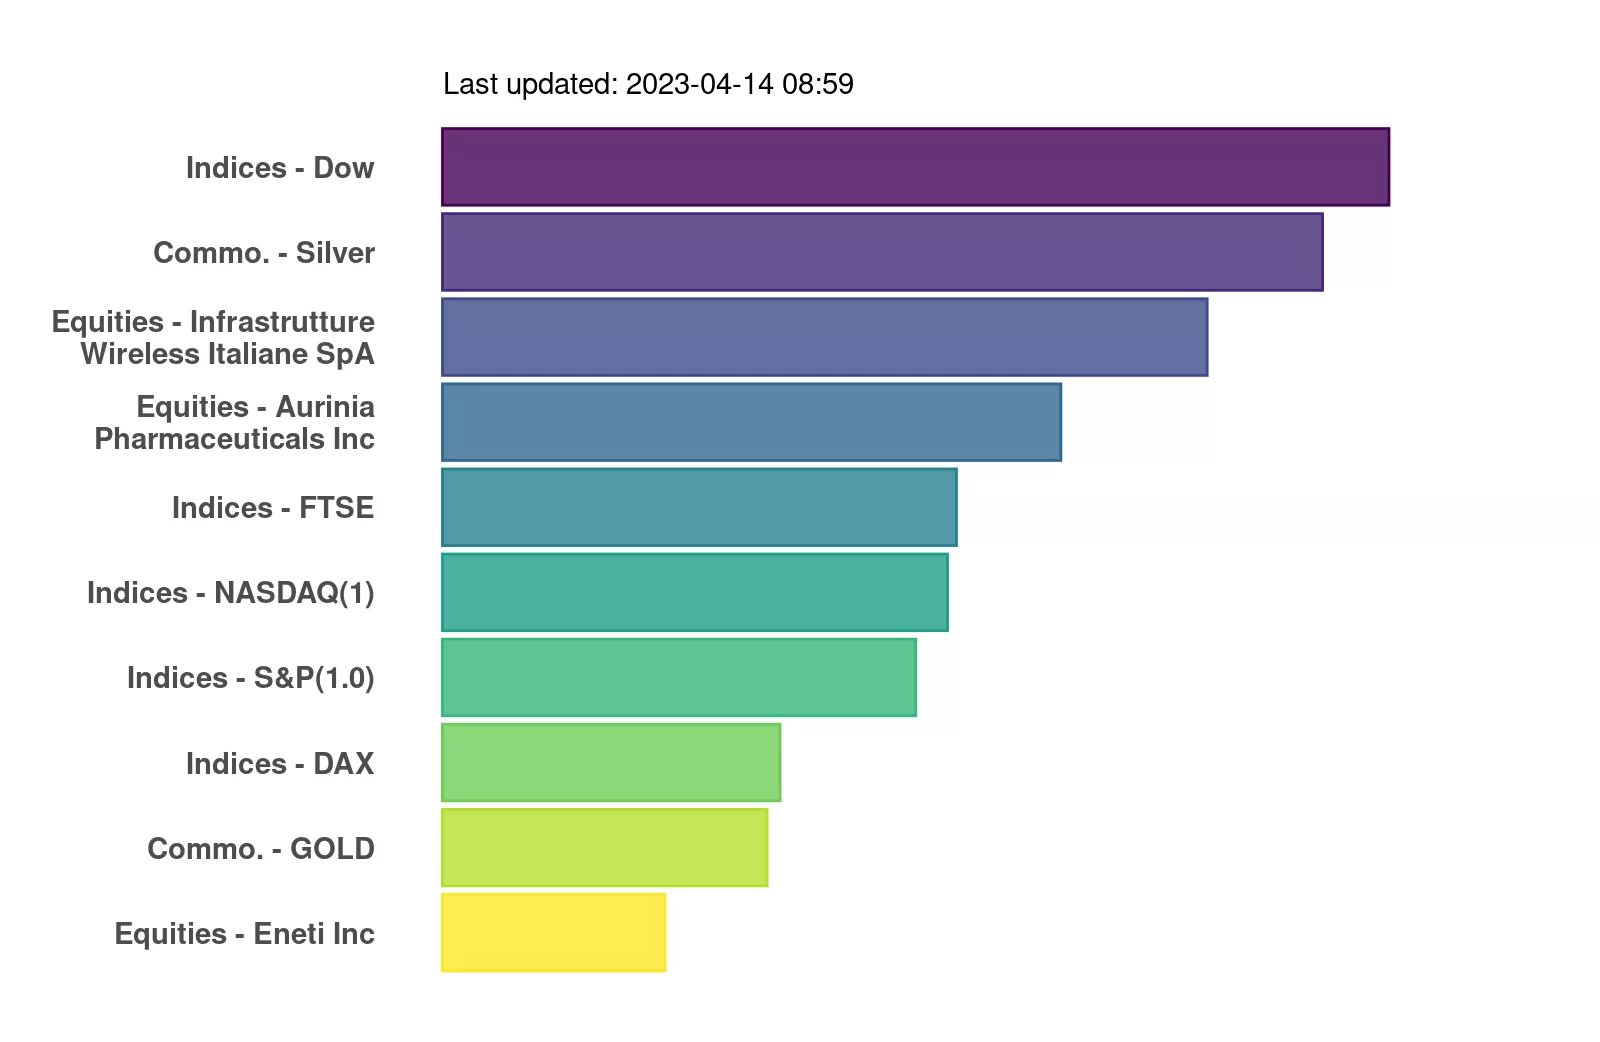 Last updated: 2023-04-14 08:59
Indices - Dow
Commo. - Silver
Equities - Infrastrutture
Wireless Italiane SpA
Equities - Aurinia
Pharmaceuticals Inc
Indices - FTSE
Indices - NASDAQ(1)
Indices - S&P(1.0)
Indices - DAX
Commo. - GOLD
Equities - Eneti Inc